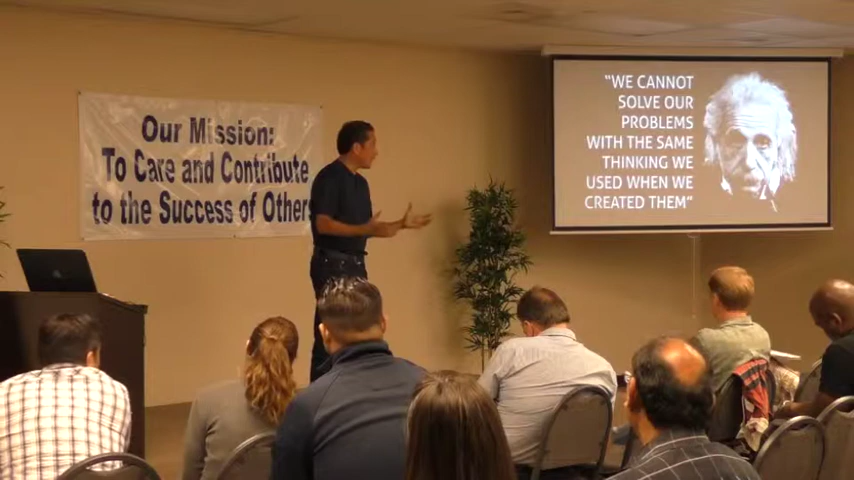 Our Mission:
To Care and Contribute
to the Success of Others
"WE CANNOT
SOLVE OUR
PROBLEMS
WITH THE SAME
THINKING WE
USED WHEN WE
CREATED THEM"